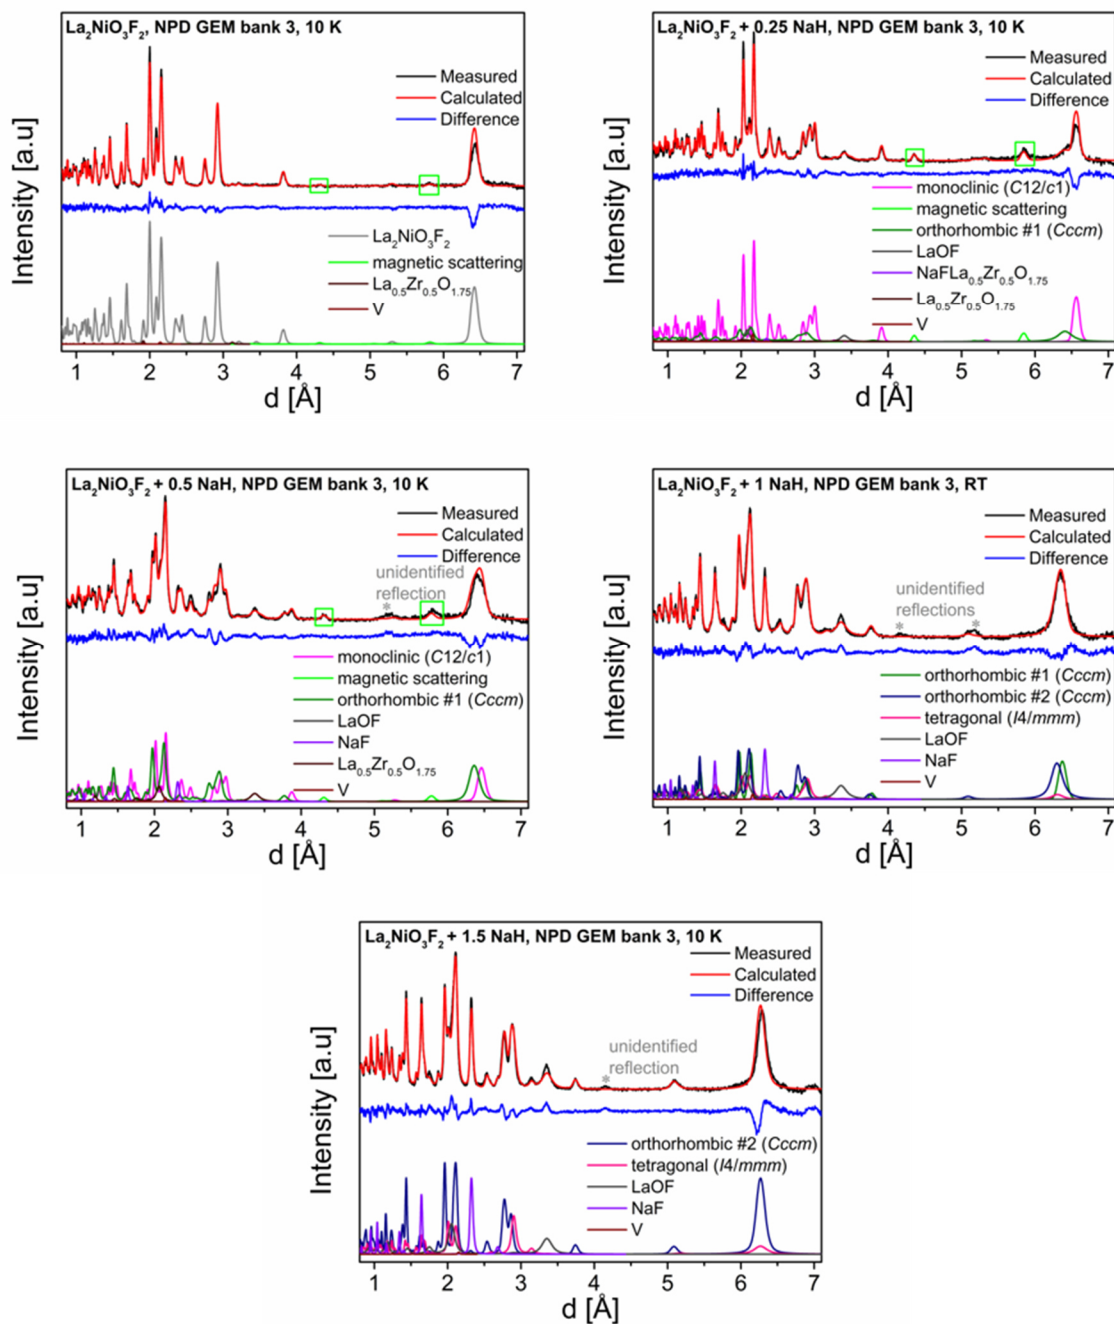 La₂NiO₃F₂, NPD GEM bank 3, 10 K
Measured
Calculated
Difference
La₂NiO₃F₂
magnetic scattering
La₀.₅Zr₀.₅O₁.₇₅
V
Intensity [a.u]
1 2 3 4 5 6 7
d [Å]
La₂NiO₃F₂ + 0.25 NaH, NPD GEM bank 3, 10 K
Measured
Calculated
Difference
monoclinic (C12/c1)
magnetic scattering
orthorhombic #1 (Cccm)
LaOF
NaFLa₀.₅Zr₀.₅O₁.₇₅
La₀.₅Zr₀.₅O₁.₇₅
V
Intensity [a.u]
1 2 3 4 5 6 7
d [Å]
La₂NiO₃F₂ + 0.5 NaH, NPD GEM bank 3, 10 K
Measured
Calculated
Difference
unidentified
reflection
*
monoclinic (C12/c1)
magnetic scattering
orthorhombic #1 (Cccm)
LaOF
NaF
La₀.₅Zr₀.₅O₁.₇₅
V
Intensity [a.u]
1 2 3 4 5 6 7
d [Å]
La₂NiO₃F₂ + 1 NaH, NPD GEM bank 3, RT
Measured
Calculated
Difference
unidentified
reflections
* *
orthorhombic #1 (Cccm)
orthorhombic #2 (Cccm)
tetragonal (I4/mmm)
LaOF
NaF
V
Intensity [a.u]
1 2 3 4 5 6 7
d [Å]
La₂NiO₃F₂ + 1.5 NaH, NPD GEM bank 3, 10 K
Measured
Calculated
Difference
unidentified
reflection
*
orthorhombic #2 (Cccm)
tetragonal (I4/mmm)
LaOF
NaF
V
Intensity [a.u]
1 2 3 4 5 6 7
d [Å]